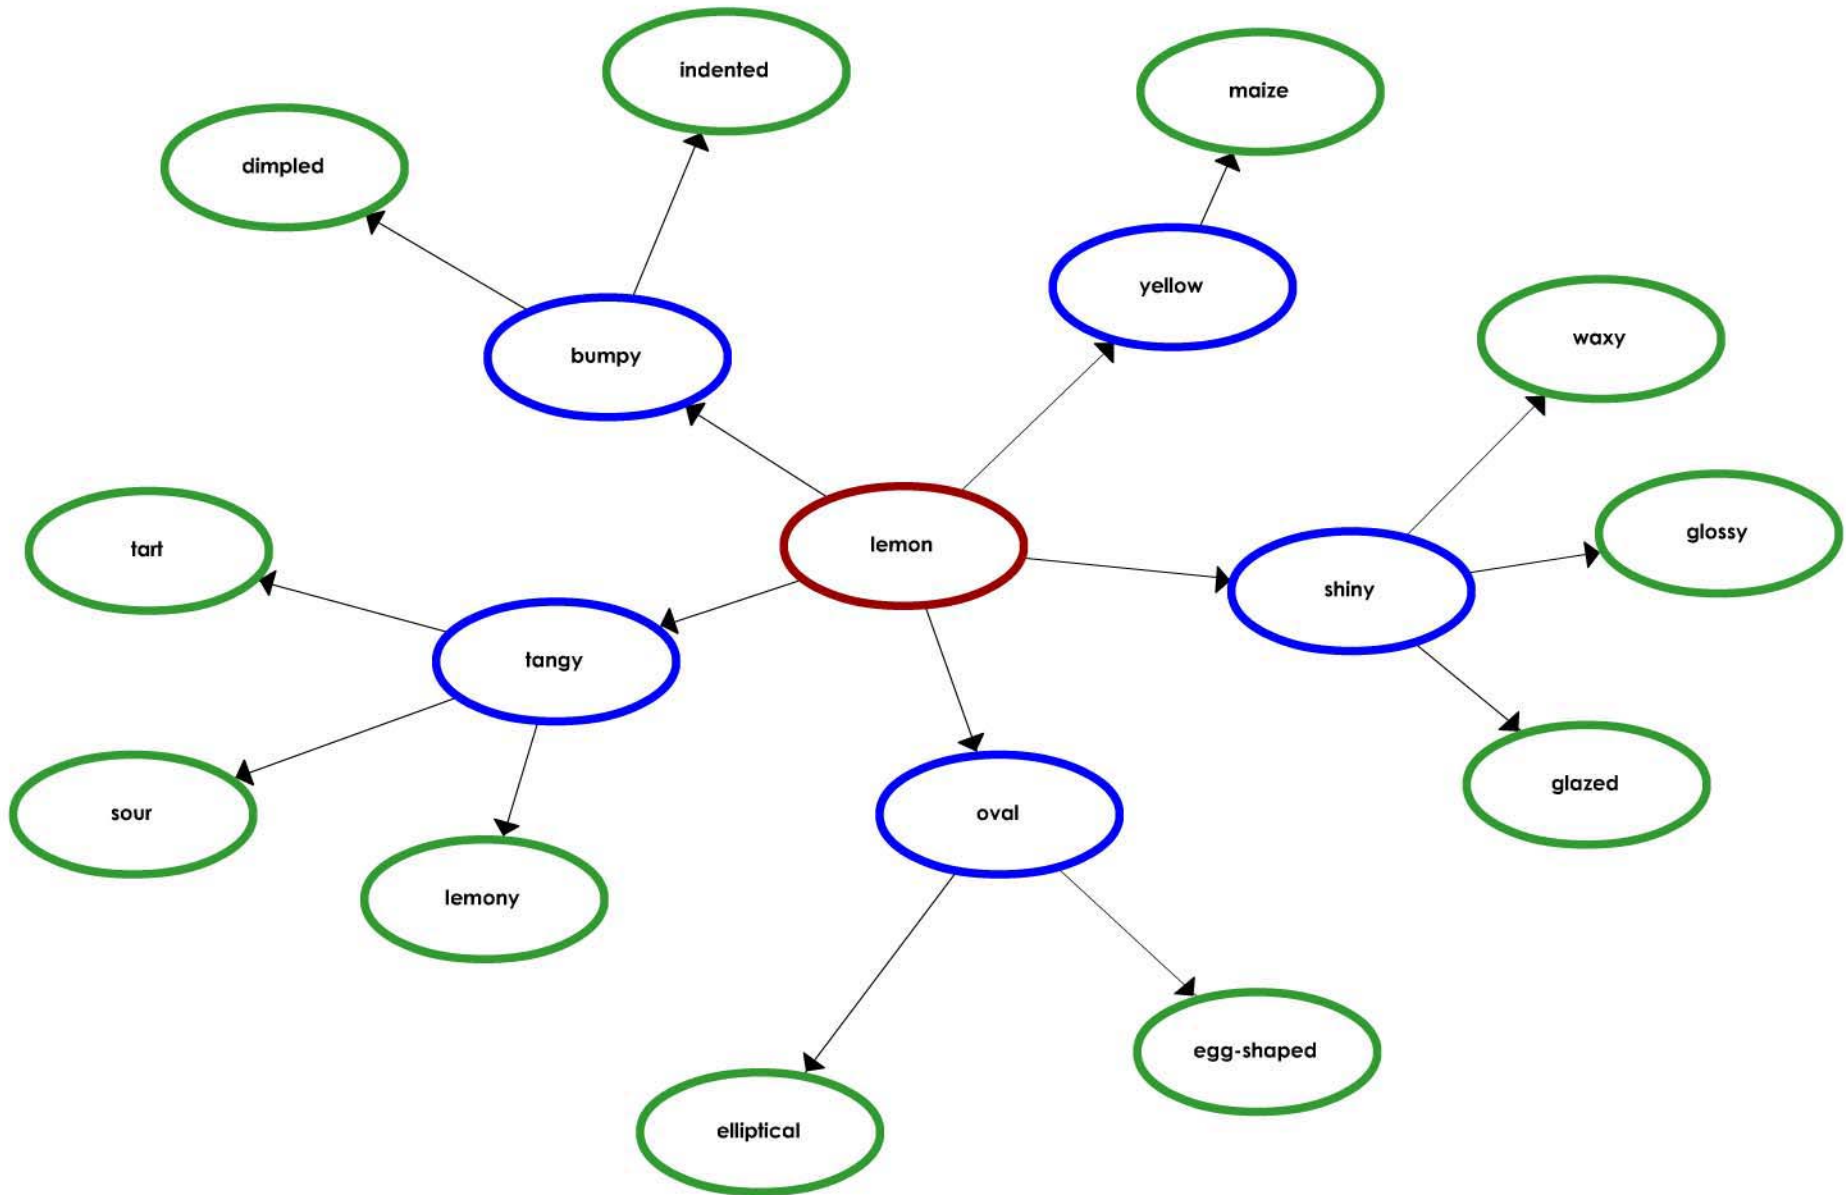 indented
maize
dimpled
yellow
waxy
bumpy
glossy
lemon
tart
shiny
tangy
glazed
sour
oval
lemony
egg-shaped
elliptical